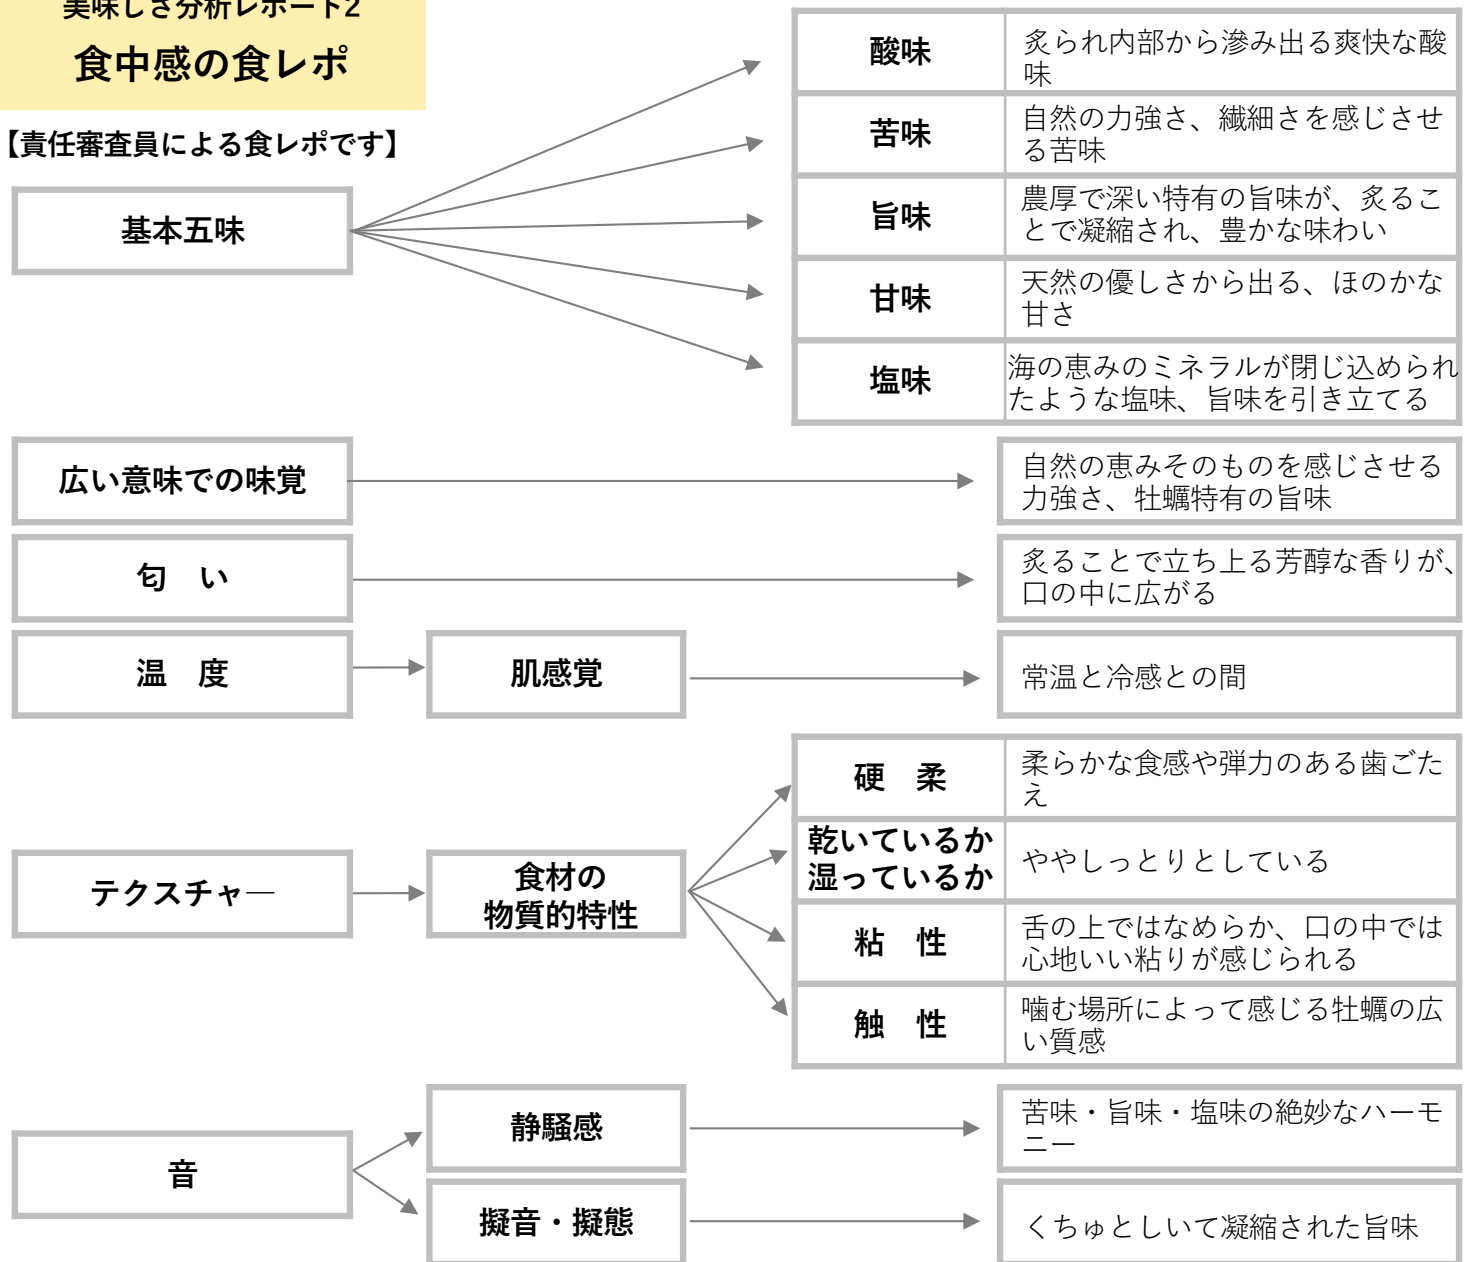 美味しさ分析レポート2
食中感の食レポ
【責任審査員による食レポです】
基本五味
酸味
炙られ内部から滲み出る爽快な酸
味
苦味
自然の力強さ、繊細さを感じさせ
る苦味
旨味
農厚で深い特有の旨味が、炙るこ
とで凝縮され、豊かな味わい
甘味
天然の優しさから出る、ほのかな
甘さ
塩味
海の恵みのミネラルが閉じ込められ
たような塩味、旨味を引き立てる
広い意味での味覚
自然の恵みそのものを感じさせる
力強さ、牡蠣特有の旨味
匂　い
炙ることで立ち上る芳醇な香りが、
口の中に広がる
温　度
肌感覚
常温と冷感との間
テクスチャ―
食材の
物質的特性
硬　柔
柔らかな食感や弾力のある歯ごた
え
乾いているか
湿っているか
ややしっとりとしている
粘　性
舌の上ではなめらか、口の中では
心地いい粘りが感じられる
触　性
噛む場所によって感じる牡蠣の広
い質感
音
静騒感
苦味・旨味・塩味の絶妙なハーモ
ニー
擬音・擬態
くちゅとしいて凝縮された旨味